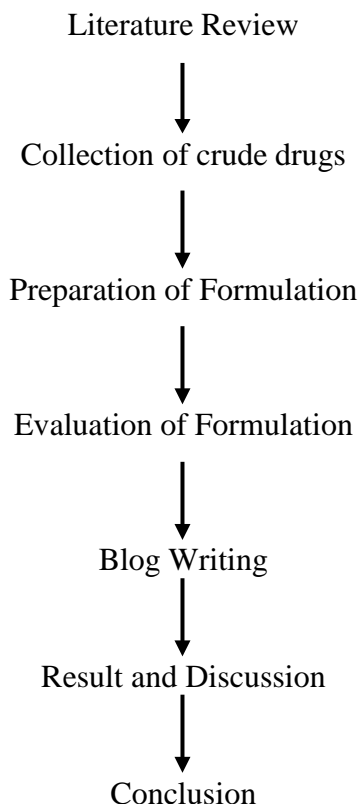 Literature Review
Collection of crude drugs
Preparation of Formulation
Evaluation of Formulation
Blog Writing
Result and Discussion
Conclusion